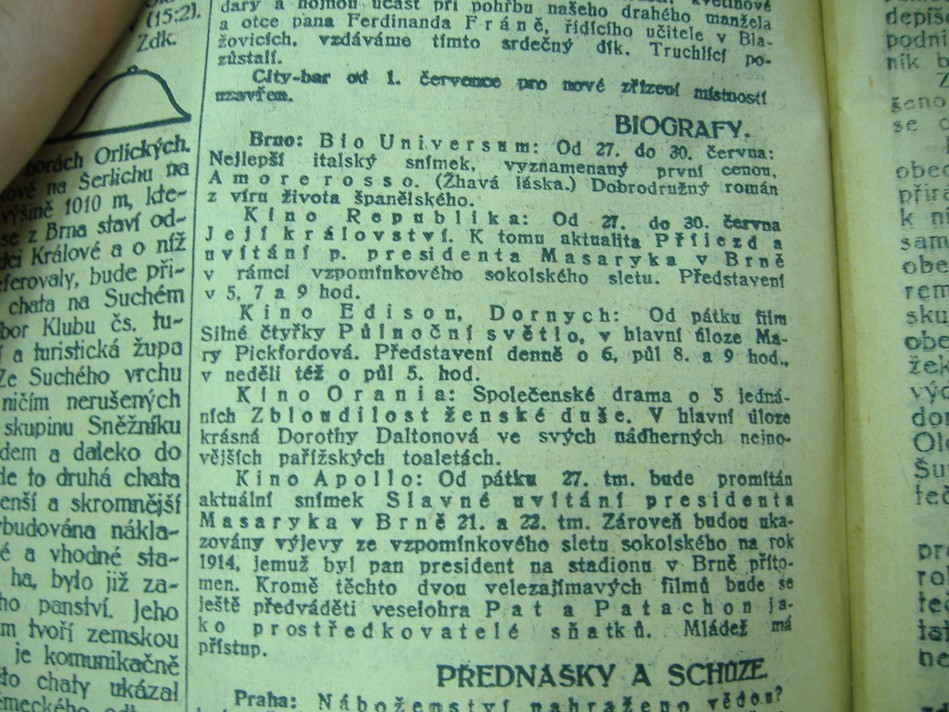 (15:2).
Zdk.
horách Orlických.
na Šerlichu na
výšině 1010 m, kte-
se z Brna staví od-
Králové a o níž
referovaly, bude při-
chata na Suchém
Klubu čs. tu-
a turistická župa
Ze Suchého vrchu
ničím nerušených
skupinu Sněžníku
a daleko do
to druhá chata
a skromnější
vybudována nákla-
é a vhodné sta-
ha, bylo již za-
panství. Jeho
tvoří zemskou
je komunikačně
chaty ukázal
dary a hojnou účast při pohřbu našeho drahého manžela
a otce pana Ferdinanda Fráně, řídícího učitele v Bla-
žovicích, vzdáváme tímto srdečný dík. Truchlící po-
zůstalí.
City-bar od 1. července pro nové zřízení místností
uzavřem.
BIOGRAFY.
Brno: Bio Universum: Od 27. do 30. června:
Nejlepší italský snímek, vyznamenaný první cenou,
Amore rosso. (Žhavá láska.) Dobrodružný román
z víru života španělského.
Kino Republika: Od 27. do 30. června
Její království. K tomu aktualita Příjezd a
uvítání p. presidenta Masaryka v Brně
v rámci vzpomínkového sokolského sletu. Představení
v 5, 7 a 9 hod.
Kino Edison, Dornych: Od pátku film
Silné čtyřky Půlnoční světlo, v hlavní úloze Ma-
ry Pickfordová. Představení denně o 6, půl 8. a 9 hod.,
v neděli též o půl 5. hod.
Kino Orania: Společenské drama o 5 jedná-
ních Zbloudilost ženské duše. V hlavní úloze
krásná Dorothy Daltonová ve svých nádherných nejno-
vějších pařížských toaletách.
Kino Apollo: Od pátku 27. tm. bude promítán
aktuální snímek Slavné uvítání presidenta
Masaryka v Brně 21. a 22. tm. Zároveň budou uka-
zovány výjevy ze vzpomínkového sletu sokolského na rok
1914, jemuž byl pan president na stadionu v Brně příto-
men. Kromě těchto dvou velezajímavých filmů bude se
ještě předváděti veselohra Pat a Patachon ja-
ko prostředkovatelé sňatků. Mládež má
přístup.
PŘEDNÁŠKY A SCHŮZE.
Praha: Náboženství nahraženo vědou?